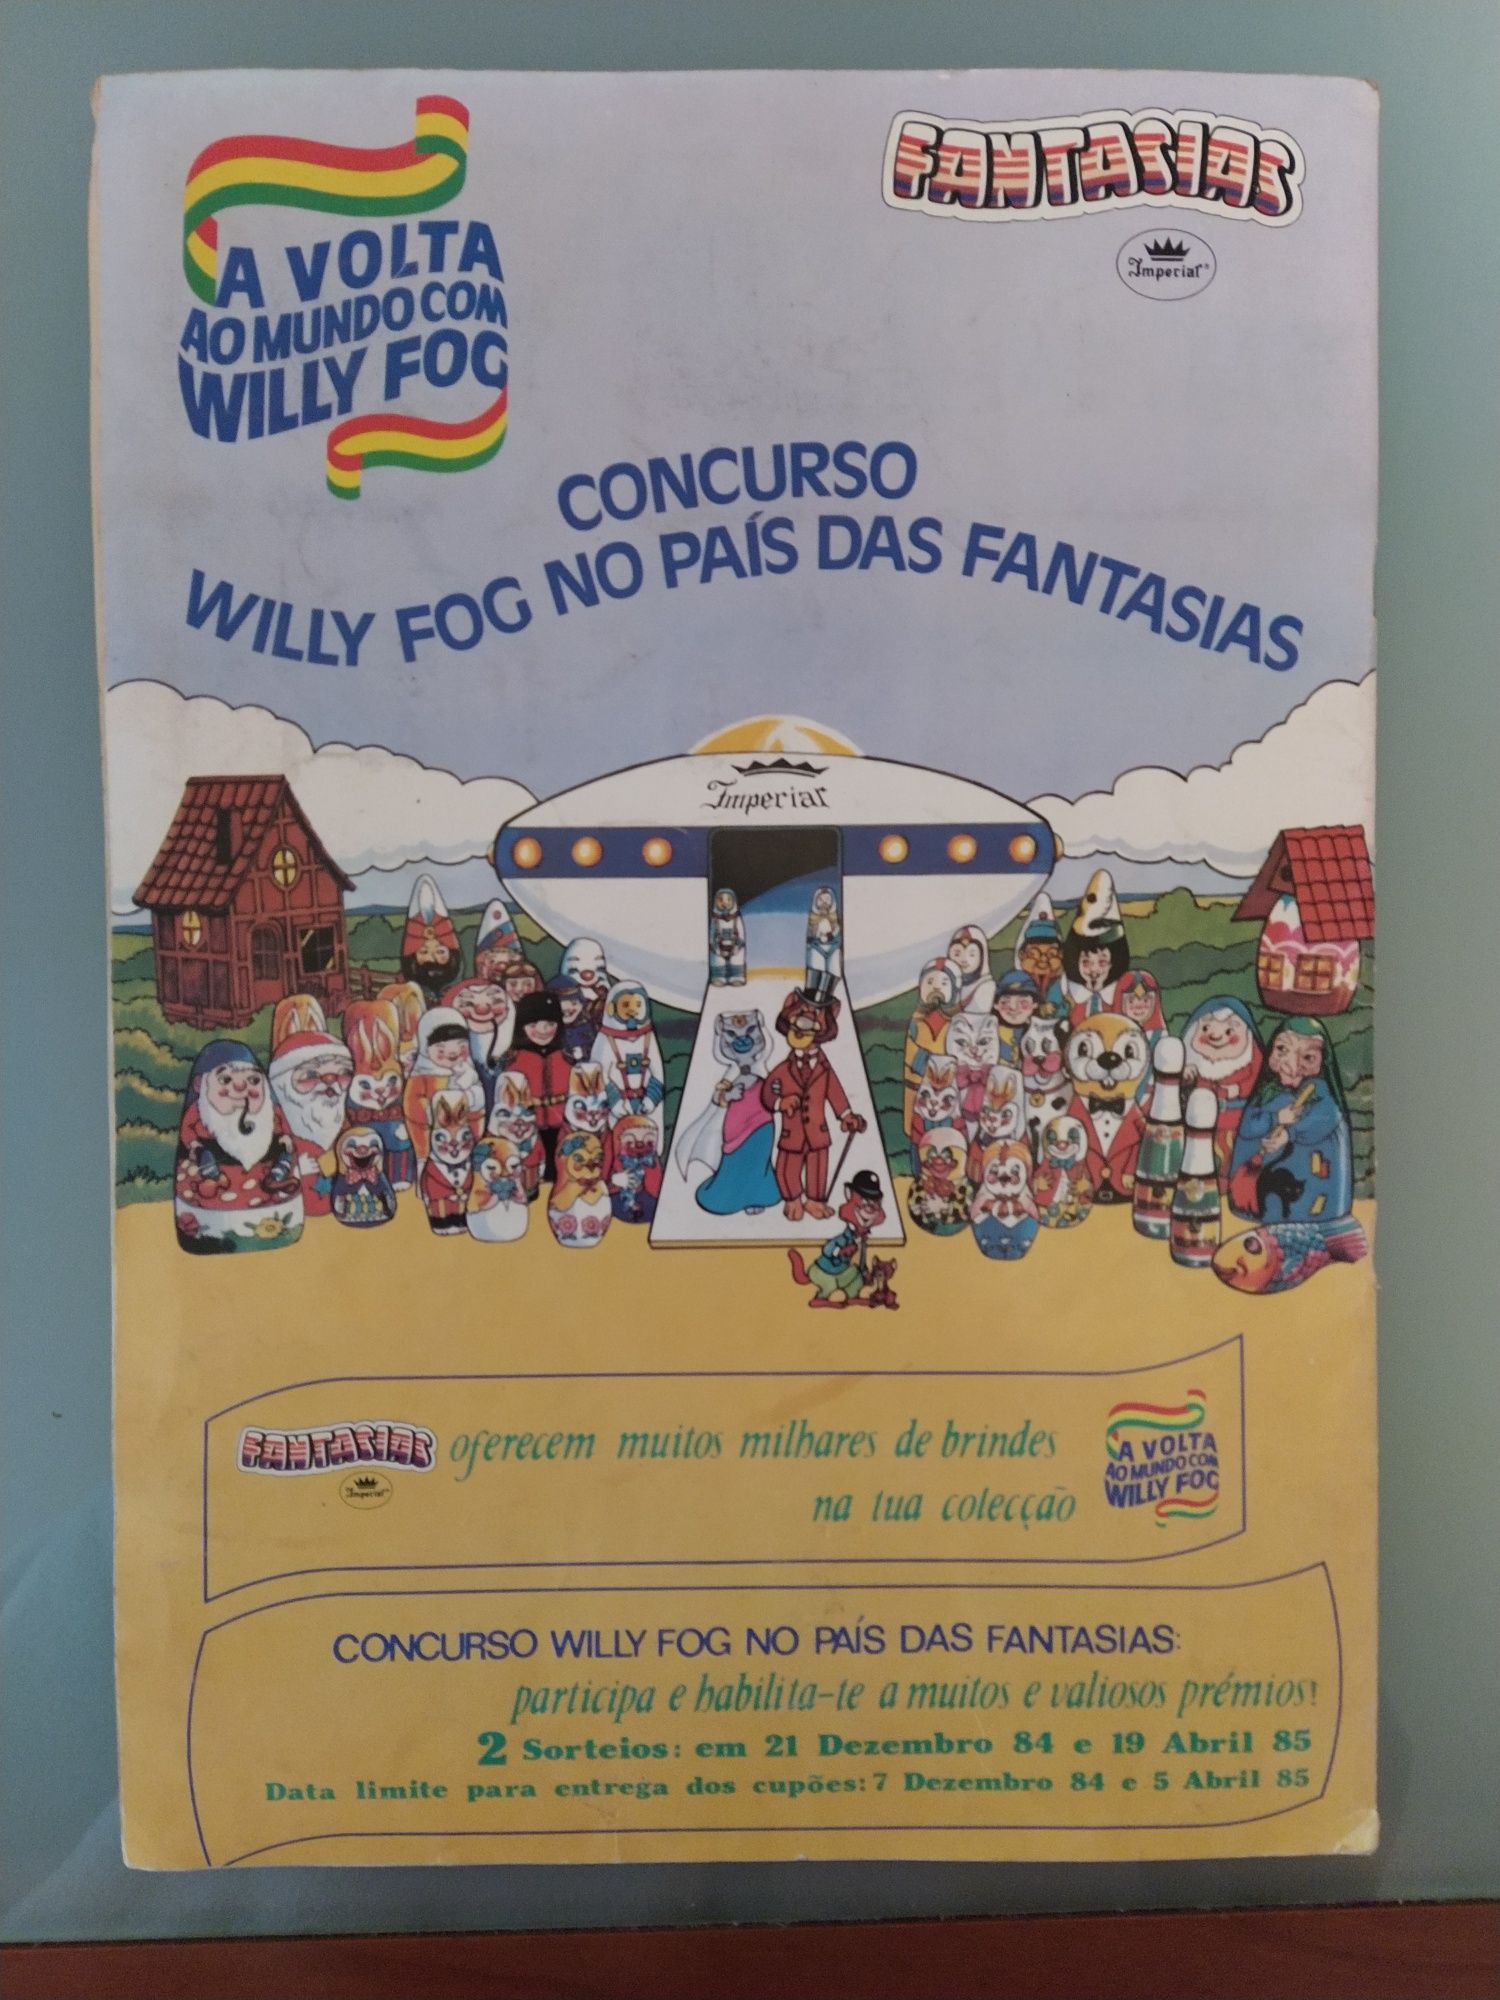 A VOLTA
AO MUNDO COM
WILLY FOG
FANTASIAS
Imperial
CONCURSO
WILLY FOG NO PAÍS DAS FANTASIAS
Imperial
FANTASIAS oferecem muitos milhares de brindes
Imperial
na tua colecção
A VOLTA
AO MUNDO COM
WILLY FOG
CONCURSO WILLY FOG NO PAÍS DAS FANTASIAS:
participa e habilita-te a muitos e valiosos prémios!
2 Sorteios: em 21 Dezembro 84 e 19 Abril 85
Data limite para entrega dos cupões: 7 Dezembro 84 e 5 Abril 85